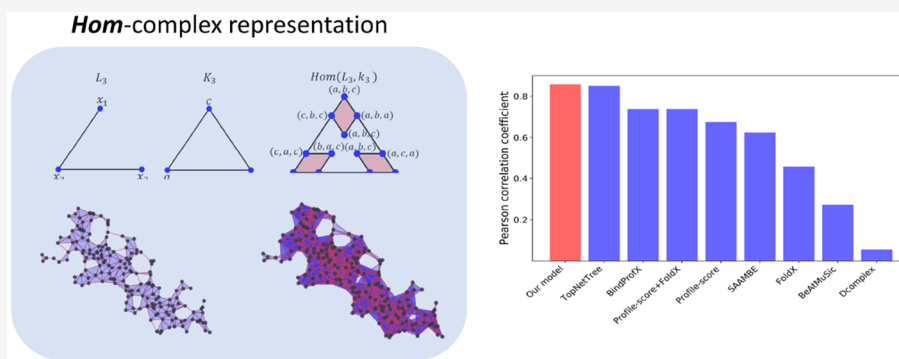 Hom-complex representation
L₃
K₃
Hom(L₃,k₃)
x₁
c
(a,b,c)
(c,b,c)
(a,b,a)
(a,b,c)
(c,a,c)
(b,a,c)
(a,b,c)
(a,c,a)
a
Pearson correlation coefficient
0.8
0.6
0.4
0.2
Our model
TopNetTree
BindProfX
Profile-score+FoldX
Profile-score
SAAMBE
FoldX
BeAtMuSic
Dcomplex